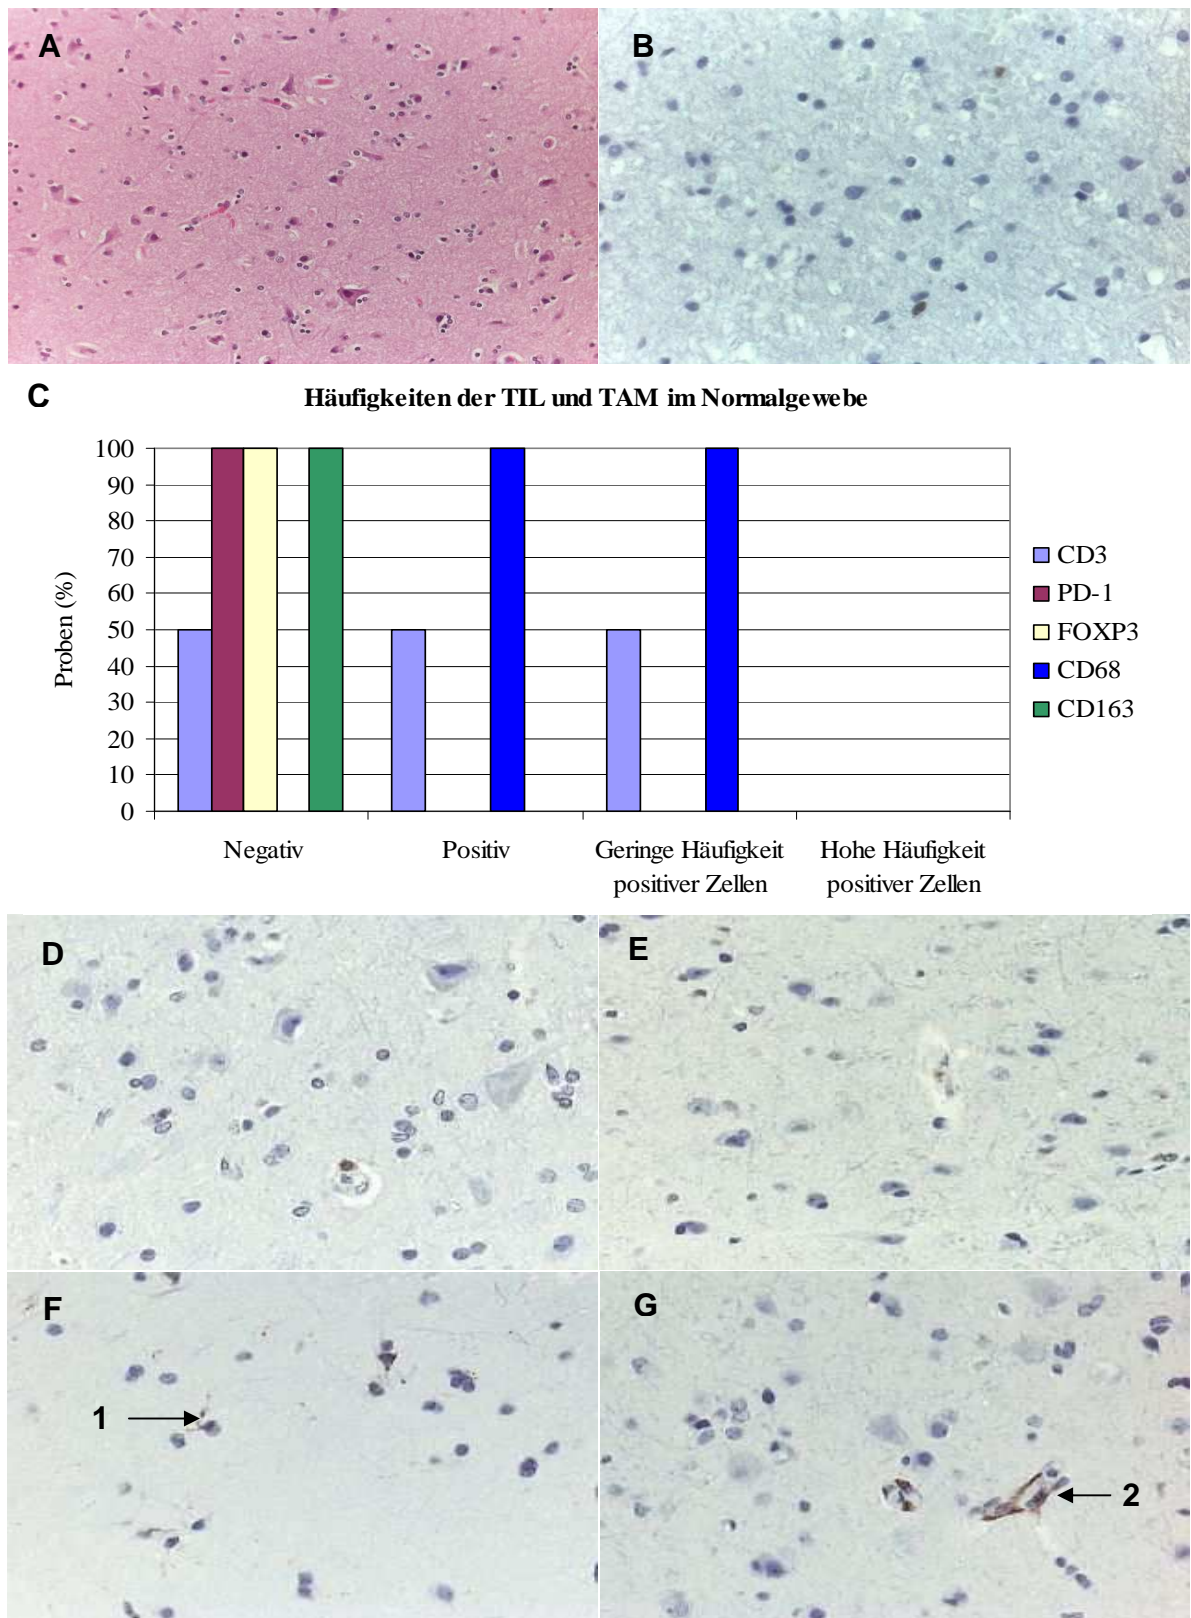 A
B
C
Häufigkeiten der TIL und TAM im Normalgewebe
Proben (%)
100
90
80
70
60
50
40
30
20
10
0
Negativ
Positiv
Geringe Häufigkeit
positiver Zellen
Hohe Häufigkeit
positiver Zellen
CD3
PD-1
FOXP3
CD68
CD163
D
E
F
1
G
2